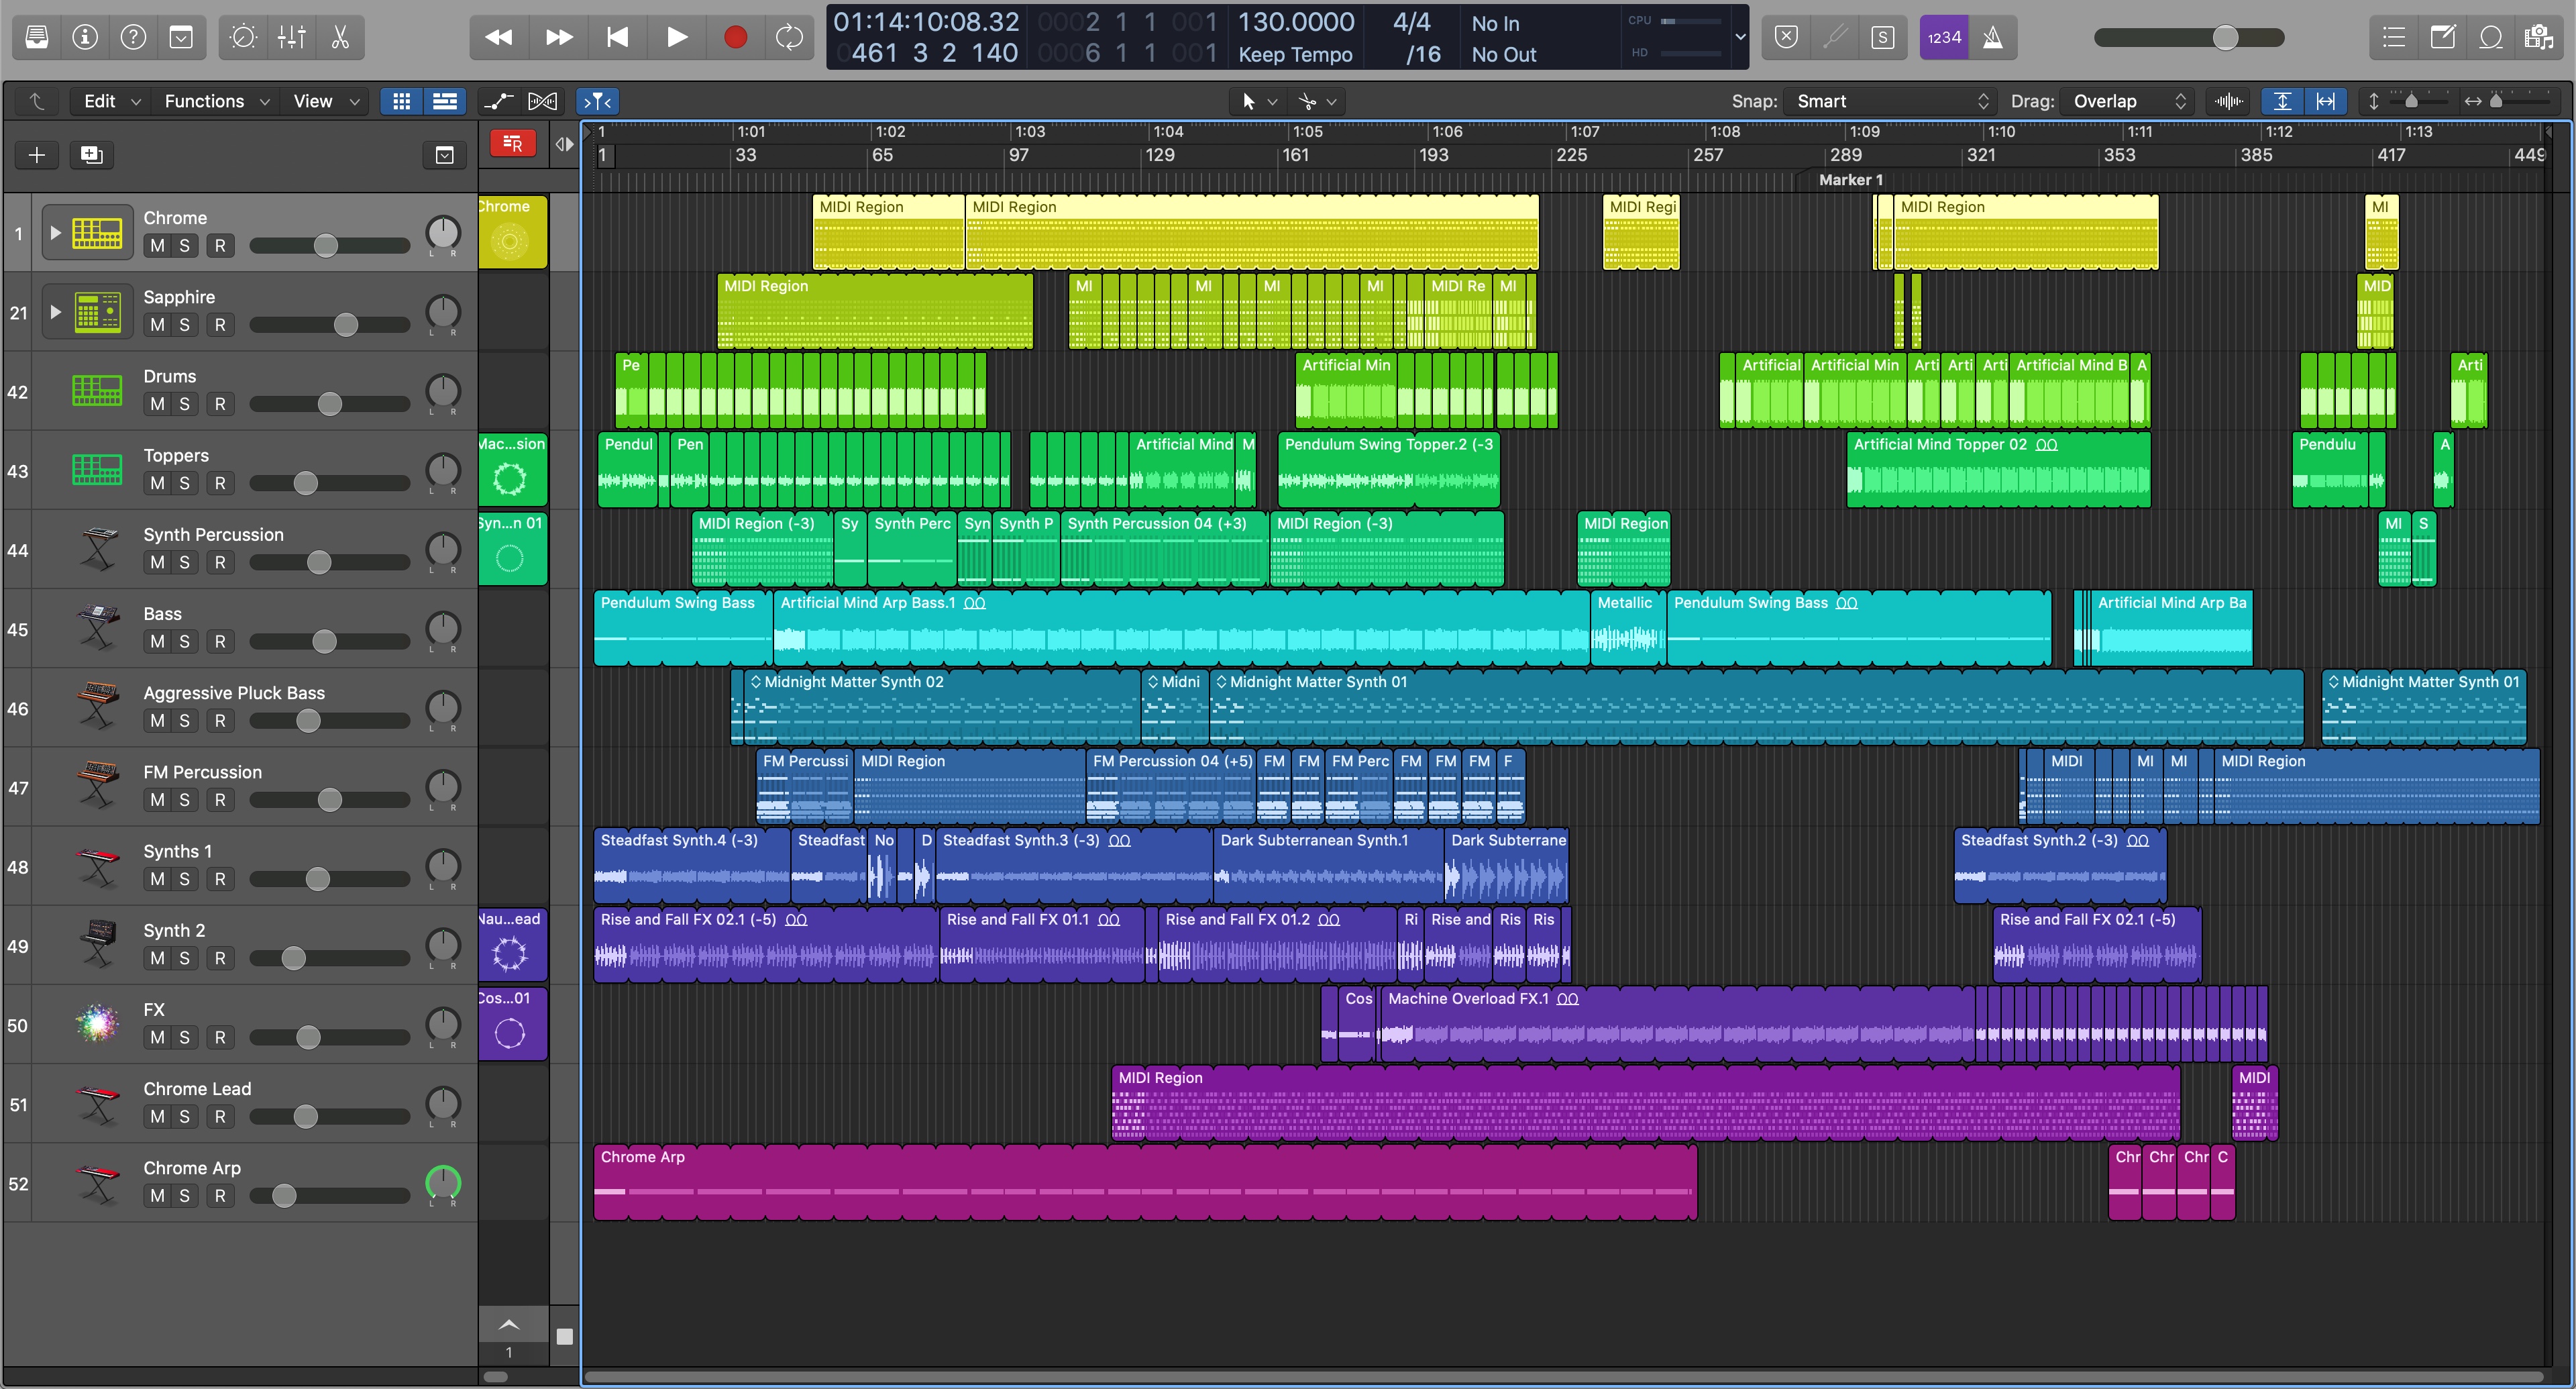 01:14:10:08.32 0002 1 1 001 130.0000 4/4 No In CPU
0461 3 2 140 0006 1 1 001 Keep Tempo /16 No Out HD
S 1234
Edit Functions View Snap: Smart Drag: Overlap
R
1 1:01 1:02 1:03 1:04 1:05 1:06 1:07 1:08 1:09 1:10 1:11 1:12 1:13
1 33 65 97 129 161 193 225 257 289 321 353 385 417 449
Marker 1
1 Chrome M S R L R
Chrome MIDI Region MIDI Region MIDI Regi MIDI Region MI
21 Sapphire M S R L R
MIDI Region MI MI MI MI MIDI Re MI MID
42 Drums M S R L R
Pe Artificial Min Artificial Artificial Min Arti Arti Arti Artificial Mind B A Arti
43 Toppers M S R L R
Mac...sion Pendul Pen Artificial Mind M Pendulum Swing Topper.2 (-3 Artificial Mind Topper 02 Pendulu A
44 Synth Percussion M S R L R
Syn...n 01 MIDI Region (-3) Sy Synth Perc Syn Synth P Synth Percussion 04 (+3) MIDI Region (-3) MIDI Region MI S
45 Bass M S R L R
Pendulum Swing Bass Artificial Mind Arp Bass.1 Metallic Pendulum Swing Bass Artificial Mind Arp Ba
46 Aggressive Pluck Bass M S R L R
Midnight Matter Synth 02 Midni Midnight Matter Synth 01 Midnight Matter Synth 01
47 FM Percussion M S R L R
FM Percussi MIDI Region FM Percussion 04 (+5) FM FM FM Perc FM FM FM F MIDI MI MI MIDI Region
48 Synths 1 M S R L R
Steadfast Synth.4 (-3) Steadfast No D Steadfast Synth.3 (-3) Dark Subterranean Synth.1 Dark Subterrane Steadfast Synth.2 (-3)
49 Synth 2 M S R L R
Nau...ead Rise and Fall FX 02.1 (-5) Rise and Fall FX 01.1 Rise and Fall FX 01.2 Ri Rise and Ris Ris Rise and Fall FX 02.1 (-5)
50 FX M S R L R
Cos...01 Cos Machine Overload FX.1
51 Chrome Lead M S R L R
MIDI Region MIDI
52 Chrome Arp M S R L R
Chrome Arp Chr Chr Chr C
1